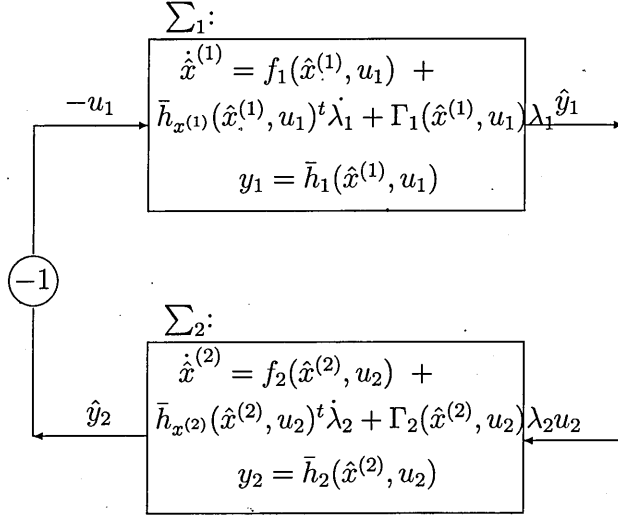 ∑₁:
ẋ̂⁽¹⁾ = f₁(x̂⁽¹⁾, u₁) +
−u₁
h̄ₓ₍₁₎(x̂⁽¹⁾, u₁)ᵗλ̇₁ + Γ₁(x̂⁽¹⁾, u₁)λ₁
ŷ₁
y₁ = h̄₁(x̂⁽¹⁾, u₁)
−1
∑₂:
ẋ̂⁽²⁾ = f₂(x̂⁽²⁾, u₂) +
ŷ₂
h̄ₓ₍₂₎(x̂⁽²⁾, u₂)ᵗλ̇₂ + Γ₂(x̂⁽²⁾, u₂)λ₂
u₂
y₂ = h̄₂(x̂⁽²⁾, u₂)